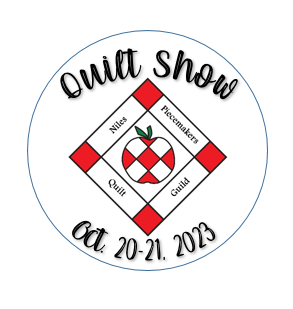 Quilt Show
Niles
Piecemakers
Quilt
Guild
Oct. 20-21, 2023